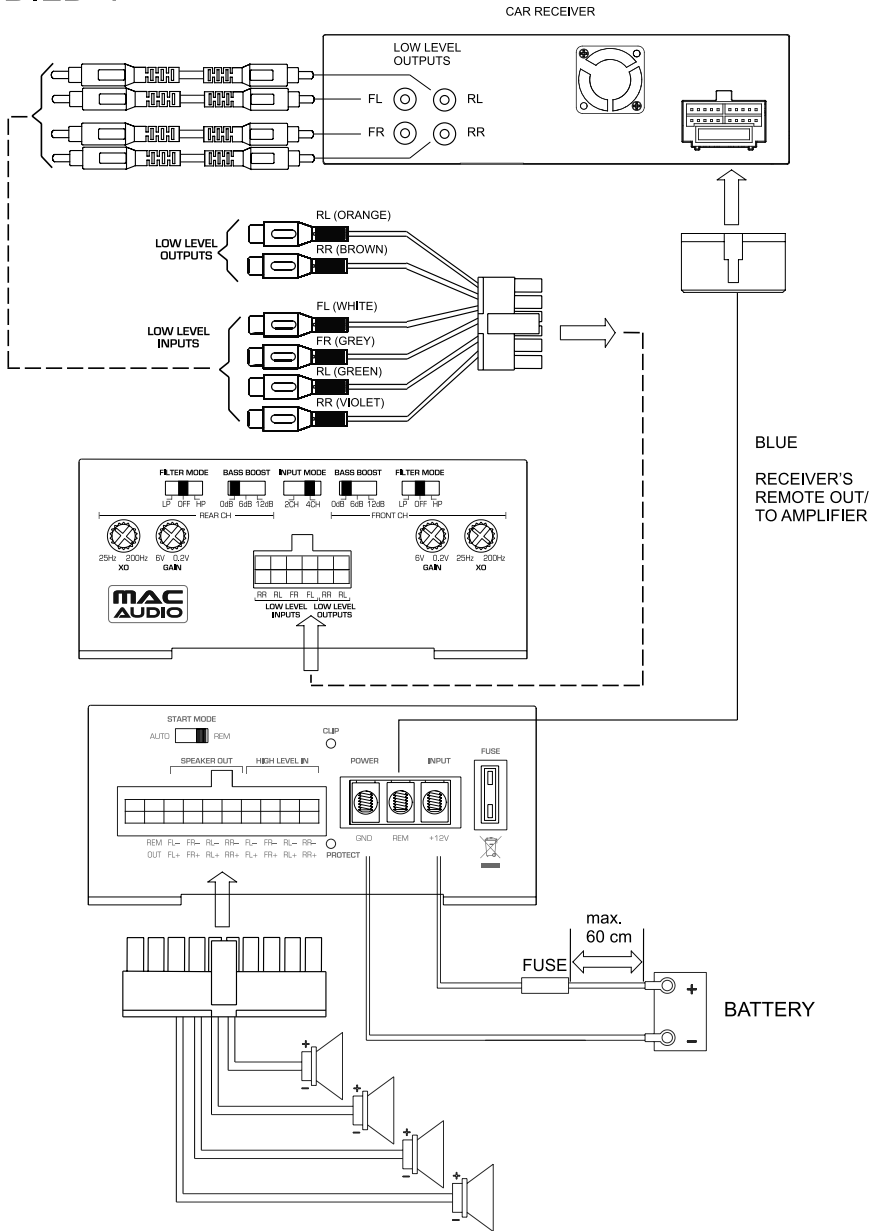 CAR RECEIVER
LOW LEVEL
OUTPUTS
FL RL
FR RR
RL (ORANGE)
LOW LEVEL
OUTPUTS
RR (BROWN)
FL (WHITE)
LOW LEVEL
INPUTS
FR (GREY)
RL (GREEN)
RR (VIOLET)
BLUE
RECEIVER'S
REMOTE OUT/
TO AMPLIFIER
FILTER MODE BASS BOOST INPUT MODE BASS BOOST FILTER MODE
LP OFF HP 0dB 6dB 12dB 2CH 4CH 0dB 6dB 12dB LP OFF HP
REAR CH FRONT CH
25Hz 200Hz 6V 0.2V 6V 0.2V 25Hz 200Hz
XO GAIN GAIN XO
MAC
AUDIO
RR RL FR FL RR RL
LOW LEVEL INPUTS LOW LEVEL OUTPUTS
START MODE
AUTO REM
CLIP
SPEAKER OUT HIGH LEVEL IN
POWER INPUT
FUSE
REM FL– FR– RL– RR– FL– FR– RL– RR–
OUT FL+ FR+ RL+ RR+ FL+ FR+ RL+ RR+
PROTECT
GND REM +12V
max.
60 cm
FUSE
+
–
BATTERY
+
–
+
–
+
–
+
–